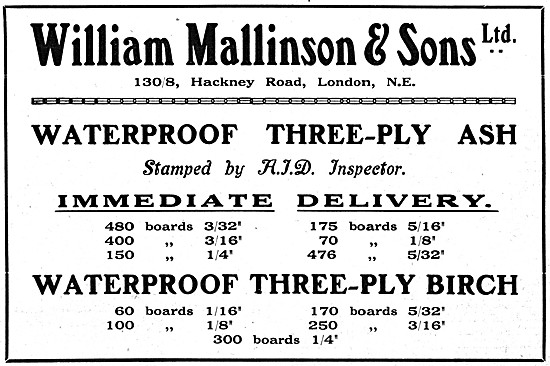 William Mallinson & Sons Ltd.
130/8, Hackney Road, London, N.E.
WATERPROOF THREE-PLY ASH
Stamped by A.I.D. Inspector.
IMMEDIATE DELIVERY.
480 boards 3/32" 175 boards 5/16"
400 „ 3/16" 70 „ 1/8"
150 „ 1/4" 476 „ 5/32"
WATERPROOF THREE-PLY BIRCH
60 boards 1/16" 170 boards 5/32"
100 „ 1/8" 250 „ 3/16"
300 boards 1/4"